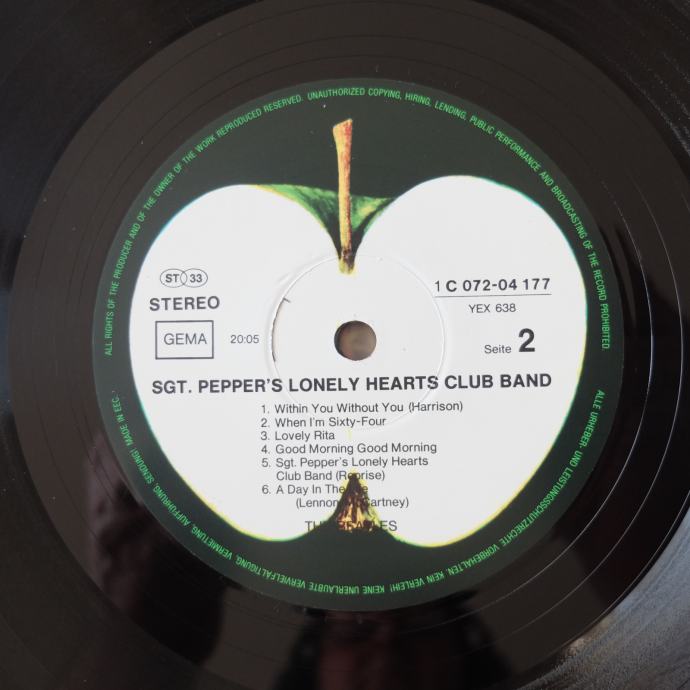 ALL RIGHTS OF THE PRODUCER AND OF THE OWNER OF THE WORK REPRODUCED RESERVED. UNAUTHORIZED COPYING, HIRING, LENDING, PUBLIC PERFORMANCE AND BROADCASTING OF THE RECORD PROHIBITED.
ST 33
STEREO
1 C 072-04 177
YEX 638
GEMA
20:05
Seite 2
SGT. PEPPER'S LONELY HEARTS CLUB BAND
1. Within You Without You (Harrison)
2. When I'm Sixty-Four
3. Lovely Rita
4. Good Morning Good Morning
5. Sgt. Pepper's Lonely Hearts
Club Band (Reprise)
6. A Day In The
(Lennon-McCartney)
THE BEATLES
ALLE URHEBER- UND LEISTUNGSSCHUTZRECHTE VORBEHALTEN. KEIN VERLEIH! KEINE UNERLAUBTE VERVIELFÄLTIGUNG, VERMIETUNG, AUFFÜHRUNG, SENDUNG! MADE IN EEC.